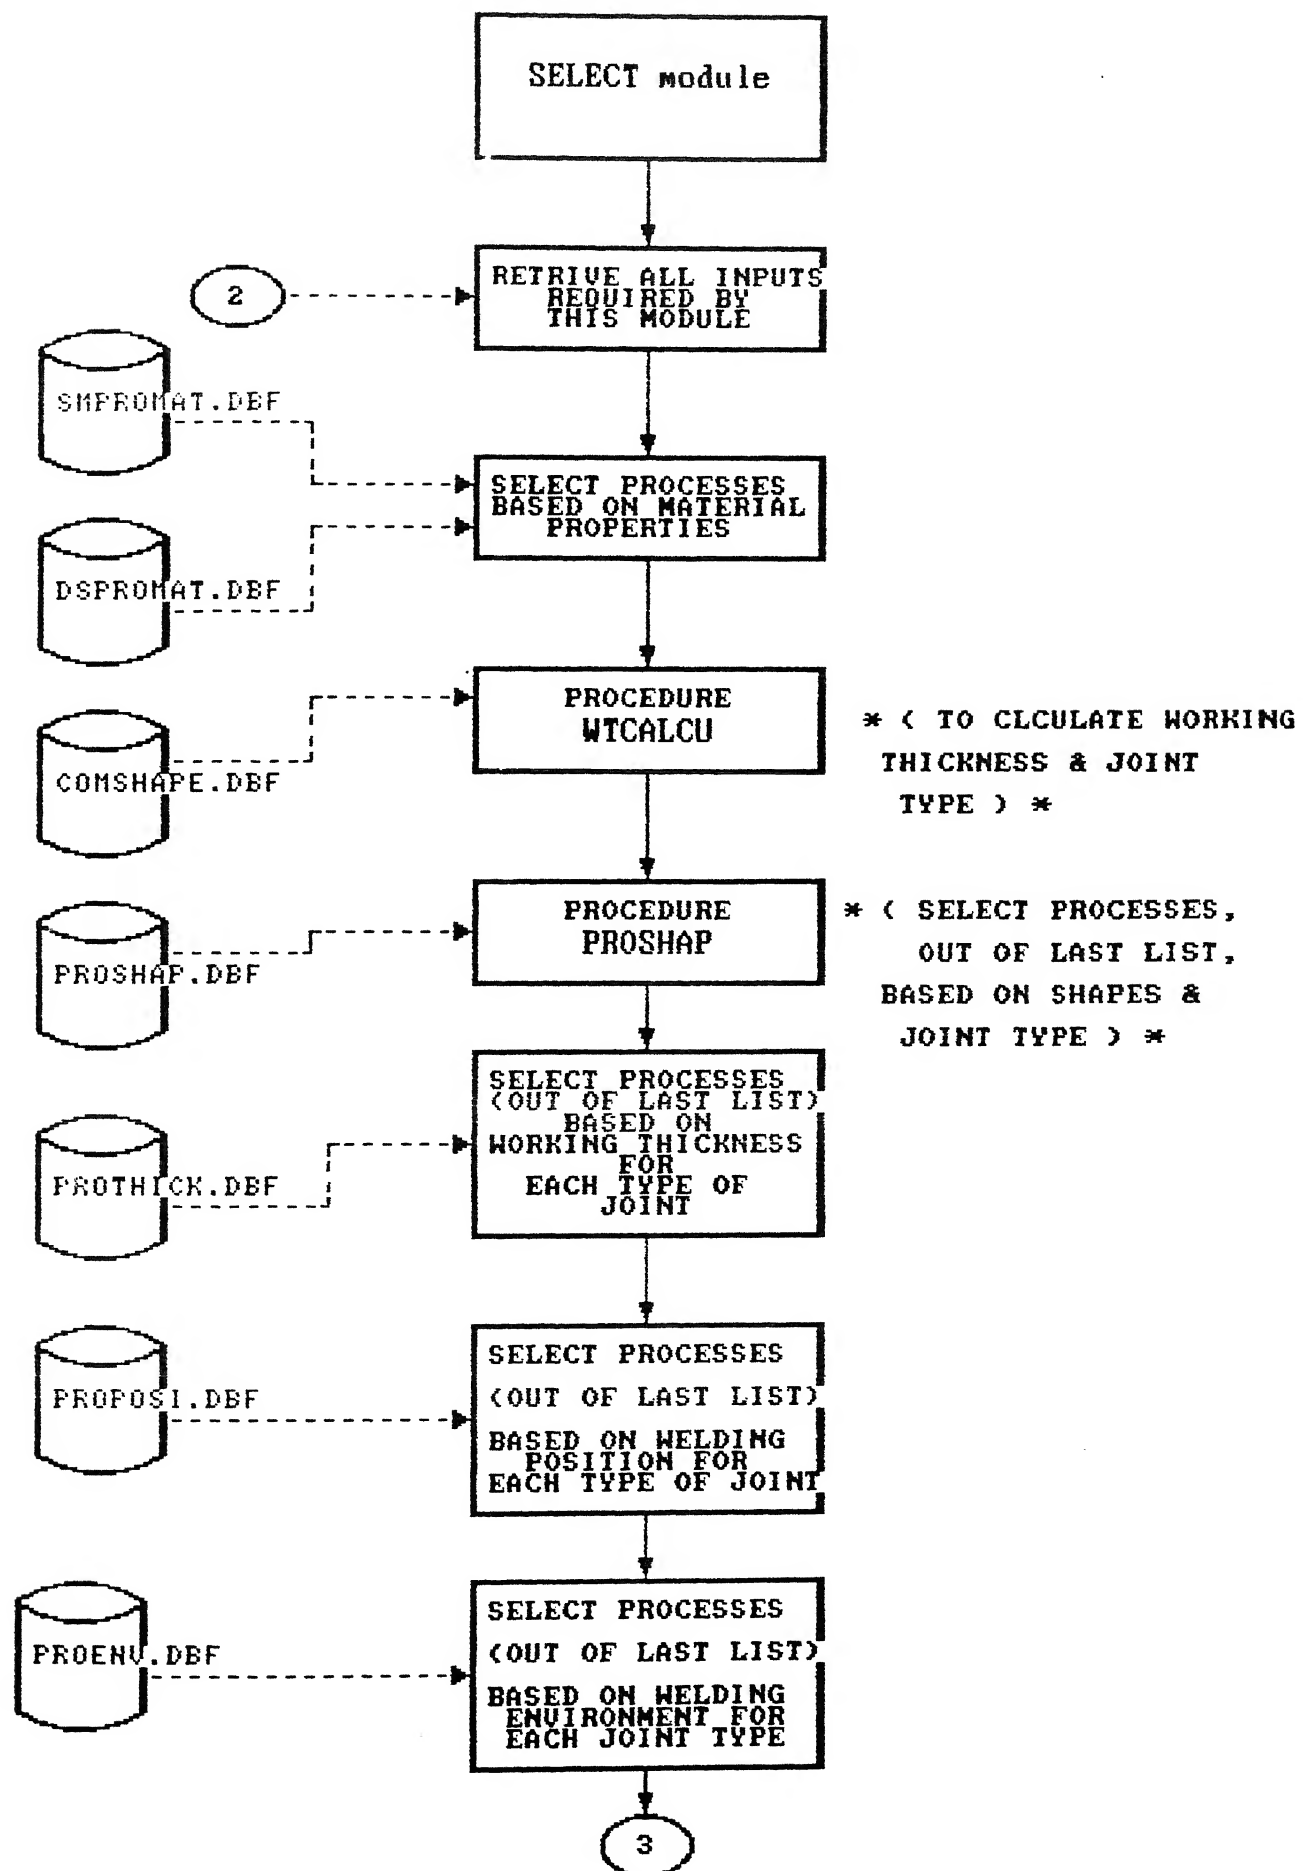 SELECT module
RETRIVE ALL INPUTS
REQUIRED BY
THIS MODULE
2
SMPROMAT.DBF
SELECT PROCESSES
BASED ON MATERIAL
PROPERTIES
DSPROMAT.DBF
PROCEDURE
WTCALCU
* ( TO CLCULATE WORKING
THICKNESS & JOINT
TYPE ) *
COMSHAPE.DBF
PROCEDURE
PROSHAP
* ( SELECT PROCESSES,
OUT OF LAST LIST,
BASED ON SHAPES &
JOINT TYPE ) *
PROSHAP.DBF
SELECT PROCESSES
(OUT OF LAST LIST)
BASED ON
WORKING THICKNESS
FOR
EACH TYPE OF
JOINT
PROTHICK.DBF
SELECT PROCESSES
(OUT OF LAST LIST)
BASED ON WELDING
POSITION FOR
EACH TYPE OF JOINT
PROPOSI.DBF
SELECT PROCESSES
(OUT OF LAST LIST)
BASED ON WELDING
ENVIRONMENT FOR
EACH JOINT TYPE
PROENV.DBF
3